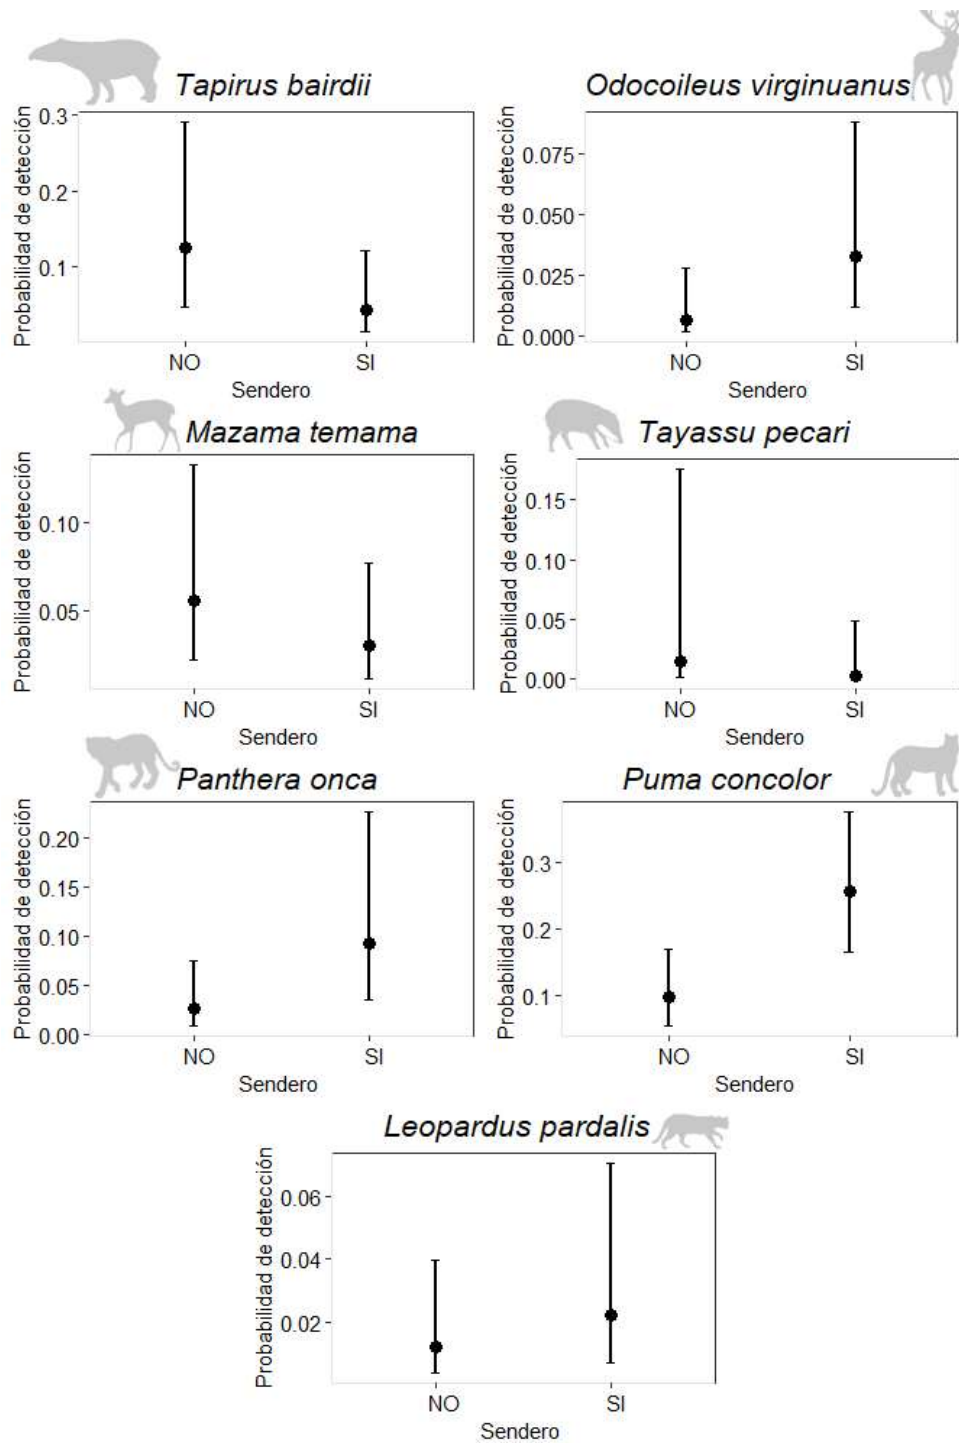 Tapirus bairdii
Probabilidad de detección
0.3
0.2
0.1
NO SI
Sendero
Odocoileus virginuanus
Probabilidad de detección
0.075
0.050
0.025
0.000
NO SI
Sendero
Mazama temama
Probabilidad de detección
0.10
0.05
NO SI
Sendero
Tayassu pecari
Probabilidad de detección
0.15
0.10
0.05
0.00
NO SI
Sendero
Panthera onca
Probabilidad de detección
0.20
0.15
0.10
0.05
0.00
NO SI
Sendero
Puma concolor
Probabilidad de detección
0.3
0.2
0.1
NO SI
Sendero
Leopardus pardalis
Probabilidad de detección
0.06
0.04
0.02
NO SI
Sendero